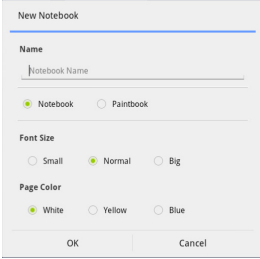 New Notebook
Name
Notebook Name
Notebook Paintbook
Font Size
Small Normal Big
Page Color
White Yellow Blue
OK Cancel